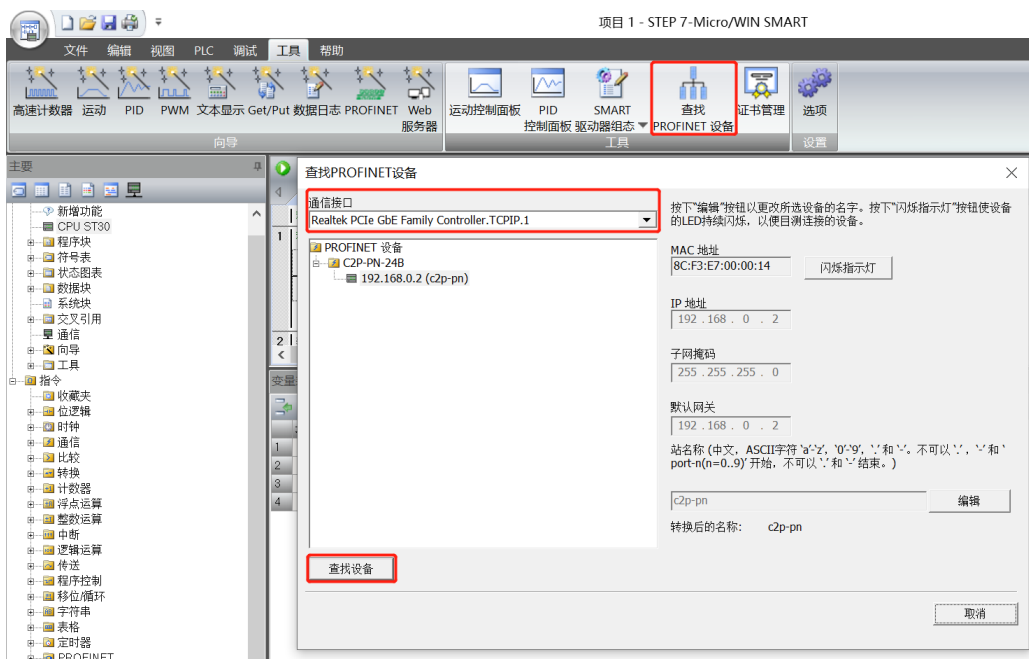 项目 1 - STEP 7-Micro/WIN SMART
文件 编辑 视图 PLC 调试 工具 帮助
高速计数器 运动 PID PWM 文本显示 Get/Put 数据日志 PROFINET Web 服务器
运动控制面板 PID 控制面板 SMART 驱动器组态 查找 PROFINET 设备 证书管理 选项
向导 工具 设置
主要
新增功能
CPU ST30
程序块
符号表
状态图表
数据块
系统块
交叉引用
通信
向导
工具
指令
收藏夹
位逻辑
时钟
通信
比较
转换
计数器
浮点运算
整数运算
中断
逻辑运算
传送
程序控制
移位/循环
字符串
表格
定时器
PROFINET
1
2
变量
1
2
3
4
查找PROFINET设备
通信接口
Realtek PCIe GbE Family Controller.TCPIP.1
PROFINET 设备
C2P-PN-24B
192.168.0.2 (c2p-pn)
查找设备
按下"编辑"按钮以更改所选设备的名字。按下"闪烁指示灯"按钮使设备
的LED持续闪烁，以便目测连接的设备。
MAC 地址
8C:F3:E7:00:00:14 闪烁指示灯
IP 地址
192 . 168 . 0 . 2
子网掩码
255 . 255 . 255 . 0
默认网关
192 . 168 . 0 . 2
站名称 (中文，ASCII字符 'a'-'z'，'0'-'9'，'.' 和 '-'。不可以 '.'，'-' 和 '
port-n(n=0..9)' 开始，不可以 '.' 和 '-' 结束。)
c2p-pn 编辑
转换后的名称: c2p-pn
取消